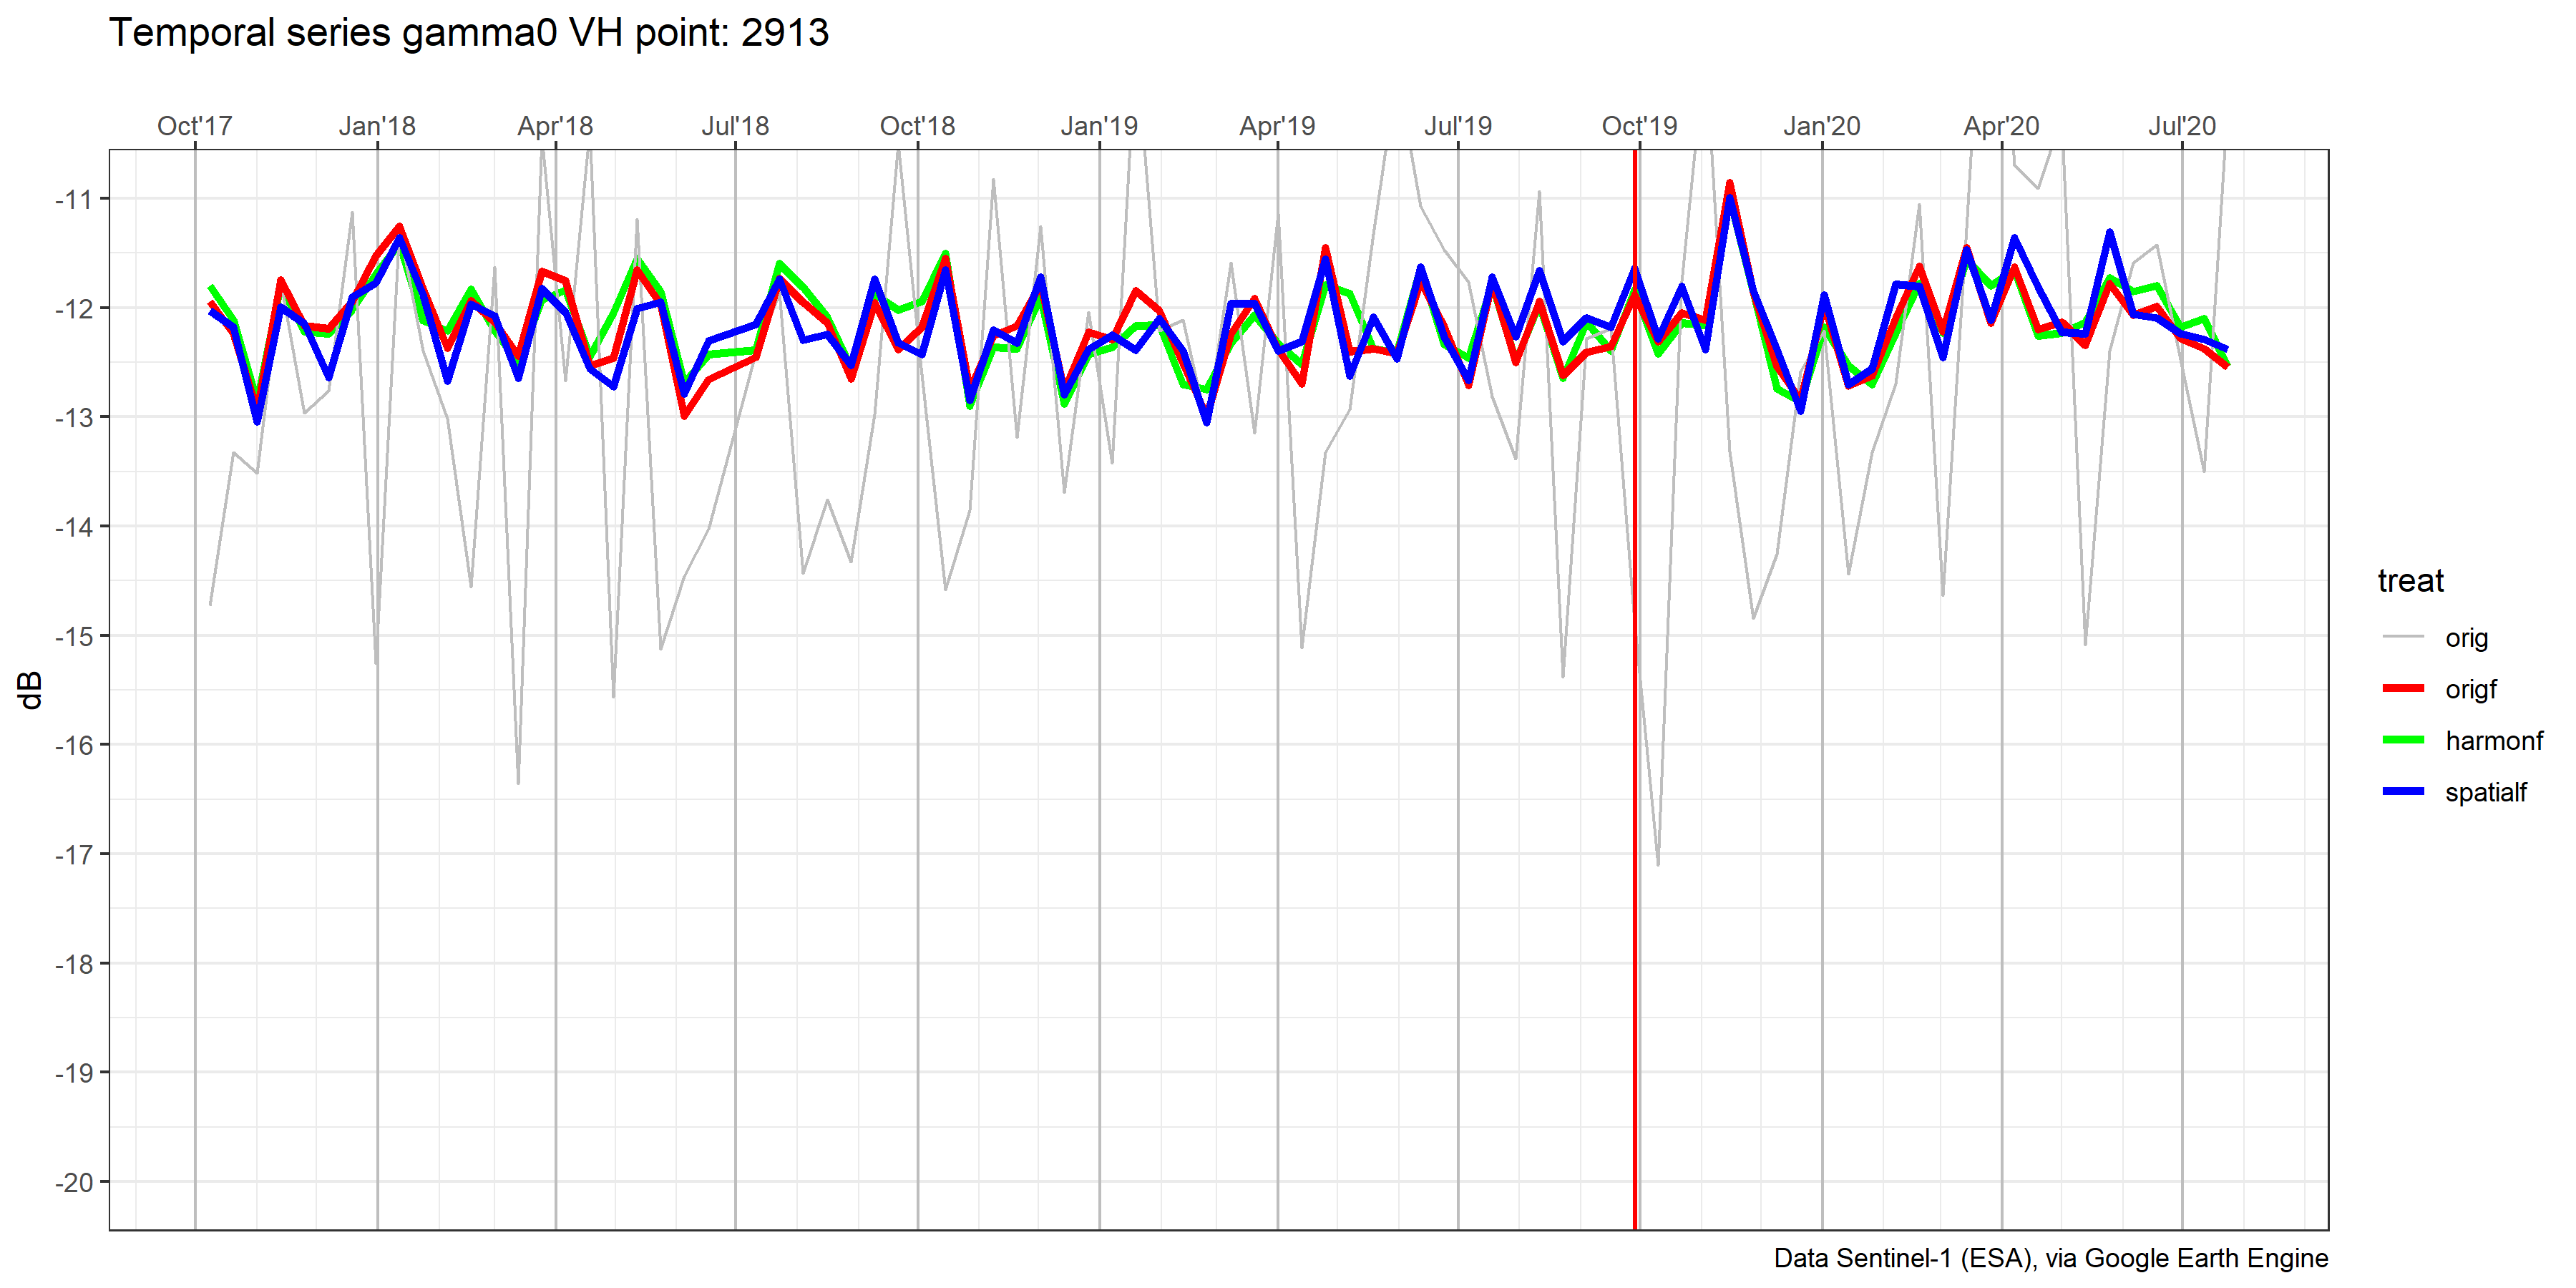 Temporal series gamma0 VH point: 2913
Oct'17 Jan'18 Apr'18 Jul'18 Oct'18 Jan'19 Apr'19 Jul'19 Oct'19 Jan'20 Apr'20 Jul'20
-11
-12
-13
-14
-15
-16
-17
-18
-19
-20
dB
treat
orig
origf
harmonf
spatialf
Data Sentinel-1 (ESA), via Google Earth Engine